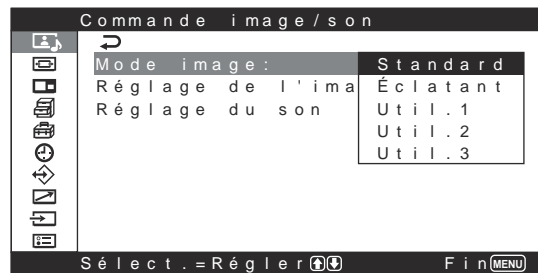 Commande image/son
Mode image: Standard
Réglage de l'ima Éclatant
Réglage du son Util.1
Util.2
Util.3
Sélect.=Régler Fin MENU